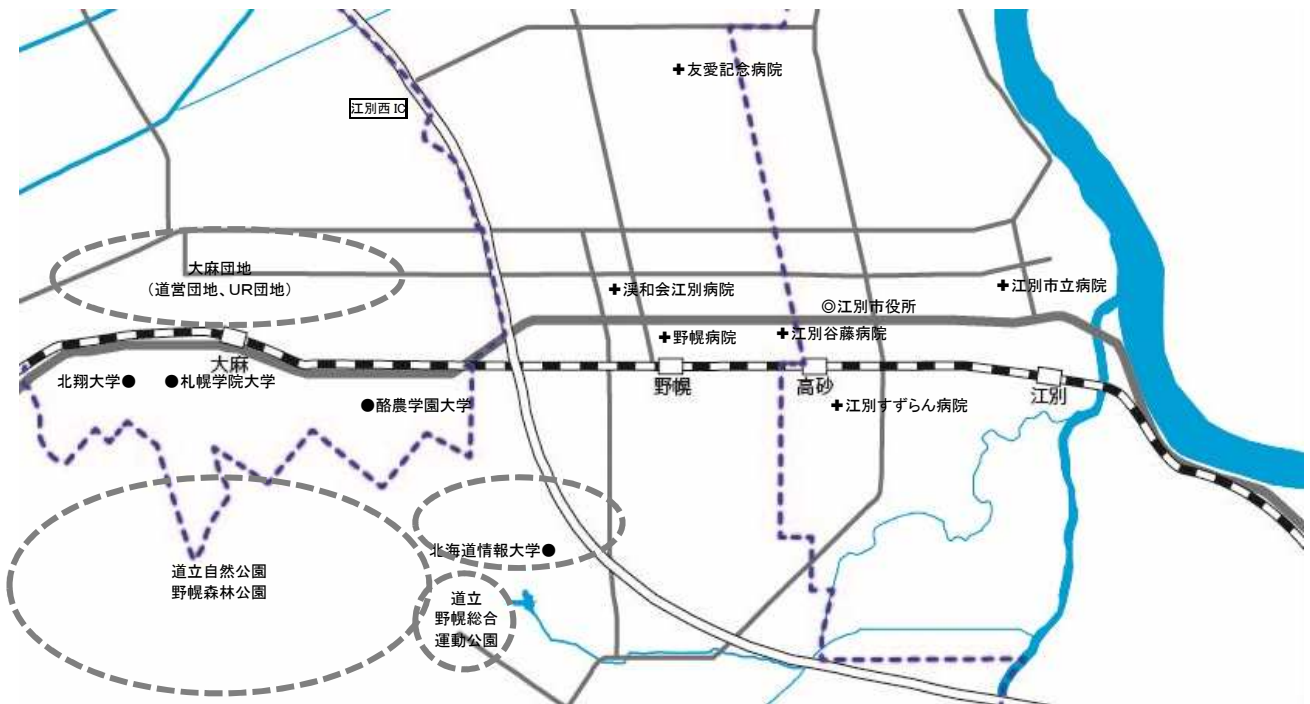 ✚友愛記念病院
江別西IC
大麻団地
（道営団地、UR団地）
✚渓和会江別病院
✚江別市立病院
◎江別市役所
✚野幌病院
✚江別谷藤病院
大麻
野幌
高砂
江別
北翔大学●
●札幌学院大学
●酪農学園大学
✚江別すずらん病院
北海道情報大学●
道立自然公園
野幌森林公園
道立
野幌総合
運動公園